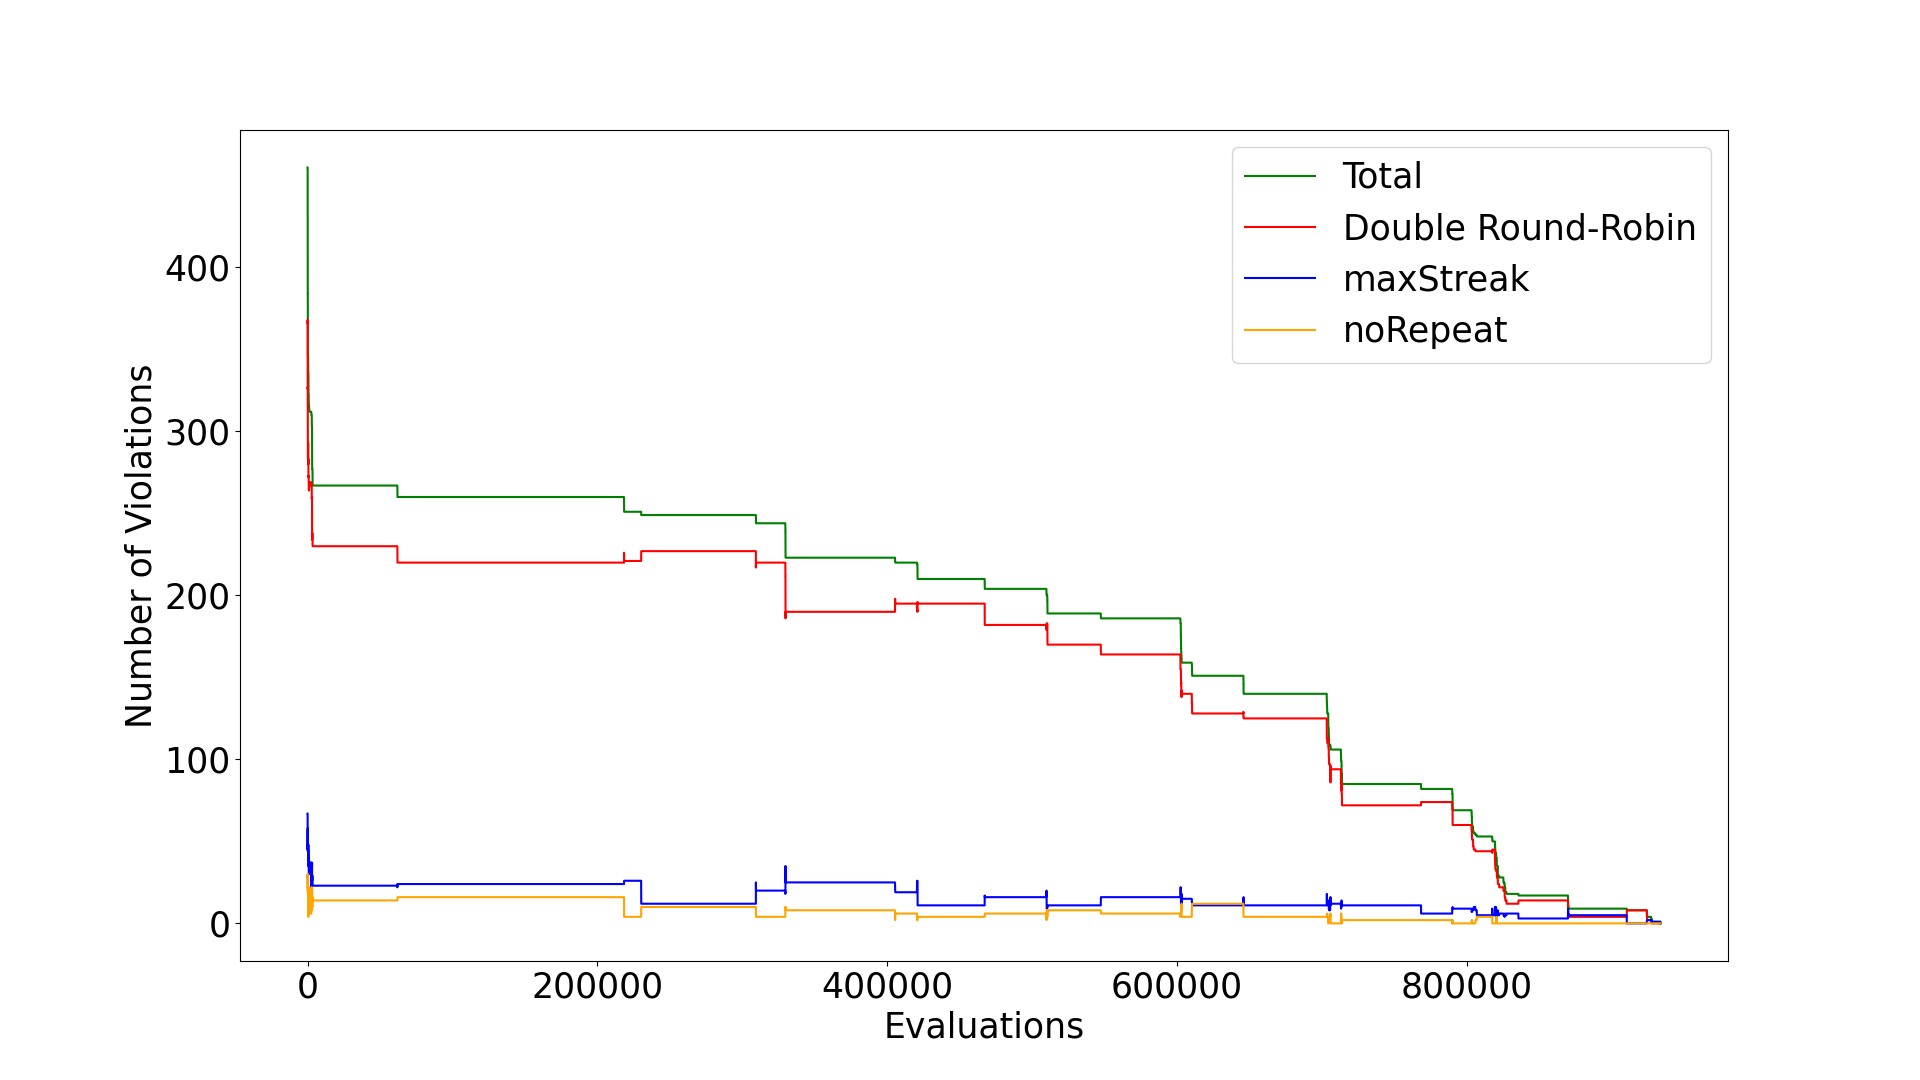 Total
Double Round-Robin
maxStreak
noRepeat
Number of Violations
400
300
200
100
0
0 200000 400000 600000 800000
Evaluations